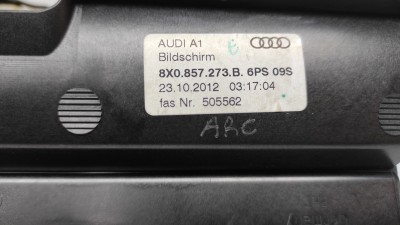 AUDI A1
Bildschirm
8X0.857.273.B. 6PS 09S
23.10.2012 03:17:04
fas Nr. 505562
ARC